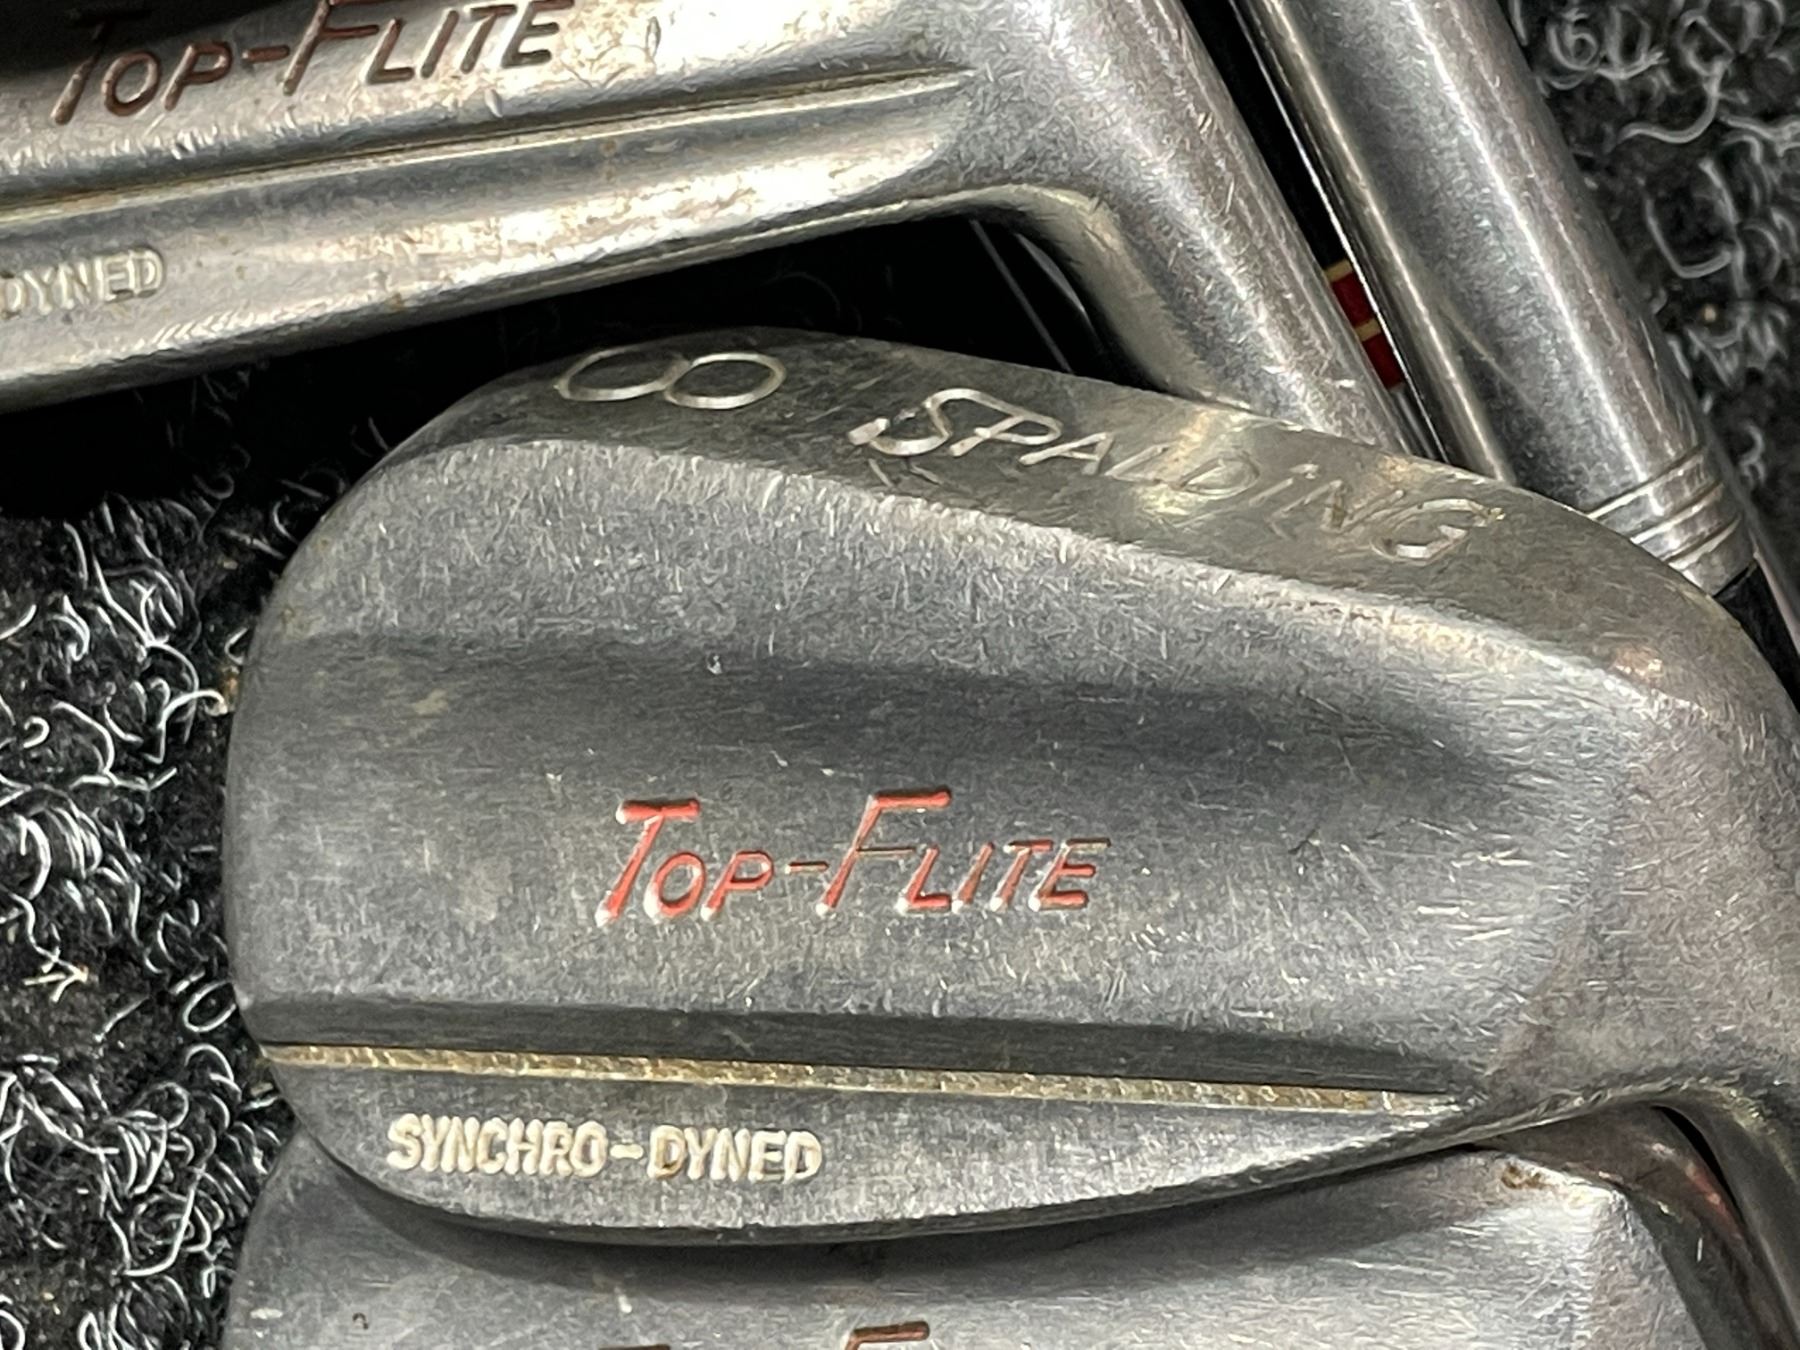 TOP-FLITE
DYNED
8 SPALDING
TOP-FLITE
SYNCHRO-DYNED